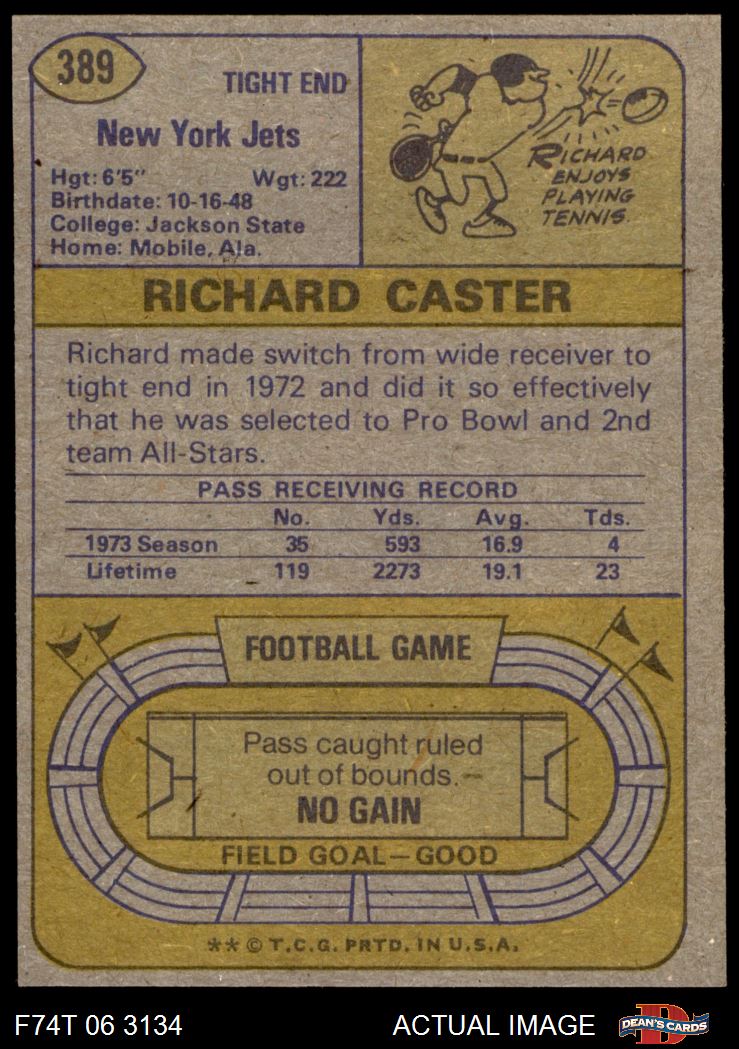 389
TIGHT END
New York Jets
Hgt: 6'5" Wgt: 222
Birthdate: 10-16-48
College: Jackson State
Home: Mobile, Ala.
RICHARD
ENJOYS
PLAYING
TENNIS.
RICHARD CASTER
Richard made switch from wide receiver to
tight end in 1972 and did it so effectively
that he was selected to Pro Bowl and 2nd
team All-Stars.
PASS RECEIVING RECORD
No. Yds. Avg. Tds.
1973 Season 35 593 16.9 4
Lifetime 119 2273 19.1 23
FOOTBALL GAME
Pass caught ruled
out of bounds.
NO GAIN
FIELD GOAL—GOOD
** © T.C.G. PRTD. IN U.S.A.
F74T 06 3134 ACTUAL IMAGE
D
DEAN'S CARDS